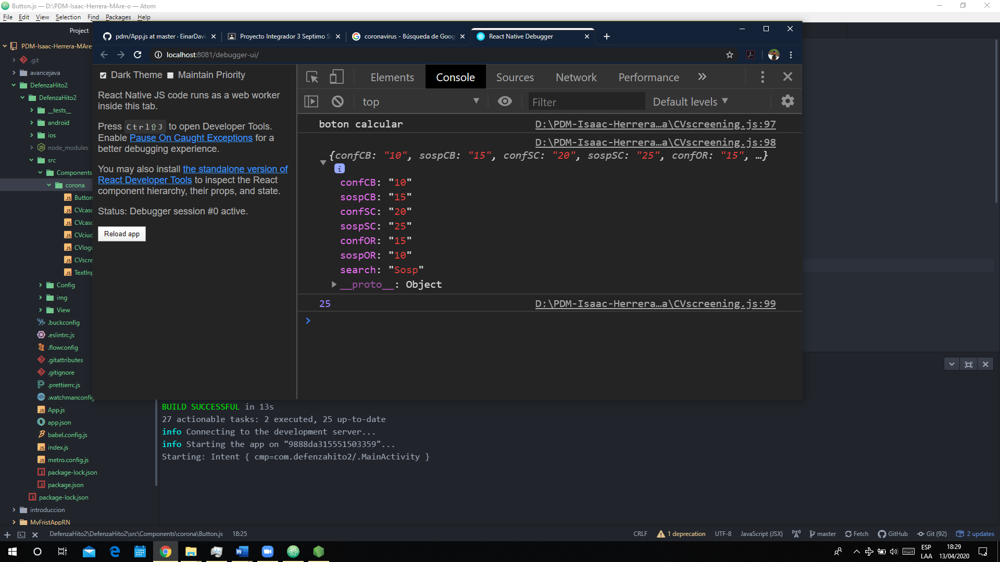 Button.js — D:\PDM-Isaac-Herrera-MAre-o — Atom
File Edit View Selection Find Packages Help
Project
PDM-Isaac-Herrera-MAre-
.git
avancejava
DefenzaHito2
DefenzaHito2
__tests__
android
ios
node_modules
src
Components
corona
Button
CVcasc
CVcasc
CVciud
CVlogo
CVscre
TextInp
Config
img
View
.buckconfig
.eslintrc.js
.flowconfig
.gitattributes
.gitignore
.prettierrc.js
.watchmanconfig
App.js
app.json
babel.config.js
index.js
metro.config.js
package-lock.json
package.json
package-lock.json
introduccion
MyFristAppRN
pdm/App.js at master · EinarDavi
Proyecto Integrador 3 Septimo S
coronavirus - Búsqueda de Goog
React Native Debugger
localhost:8081/debugger-ui/
Dark Theme Maintain Priority
React Native JS code runs as a web worker
inside this tab.
Press Ctrl⇧J to open Developer Tools.
Enable Pause On Caught Exceptions for a
better debugging experience.
You may also install the standalone version of
React Developer Tools to inspect the React
component hierarchy, their props, and state.
Status: Debugger session #0 active.
Reload app
Elements Console Sources Network Performance »
top Filter Default levels
boton calcular D:\PDM-Isaac-Herrera…a\CVscreening.js:97
D:\PDM-Isaac-Herrera…a\CVscreening.js:98
{confCB: "10", sospCB: "15", confSC: "20", sospSC: "25", confOR: "15", …}
i
confCB: "10"
sospCB: "15"
confSC: "20"
sospSC: "25"
confOR: "15"
sospOR: "10"
search: "Sosp"
__proto__: Object
25 D:\PDM-Isaac-Herrera…a\CVscreening.js:99
BUILD SUCCESSFUL in 13s
27 actionable tasks: 2 executed, 25 up-to-date
info Connecting to the development server...
info Starting the app on "9888da315551503359"...
Starting: Intent { cmp=com.defenzahito2/.MainActivity }
DefenzaHito2\DefenzaHito2\src\Components\corona\Button.js 18:25
CRLF 1 deprecation UTF-8 JavaScript (JSX) master Fetch GitHub Git (92) 2 updates
ESP
LAA
18:29
13/04/2020